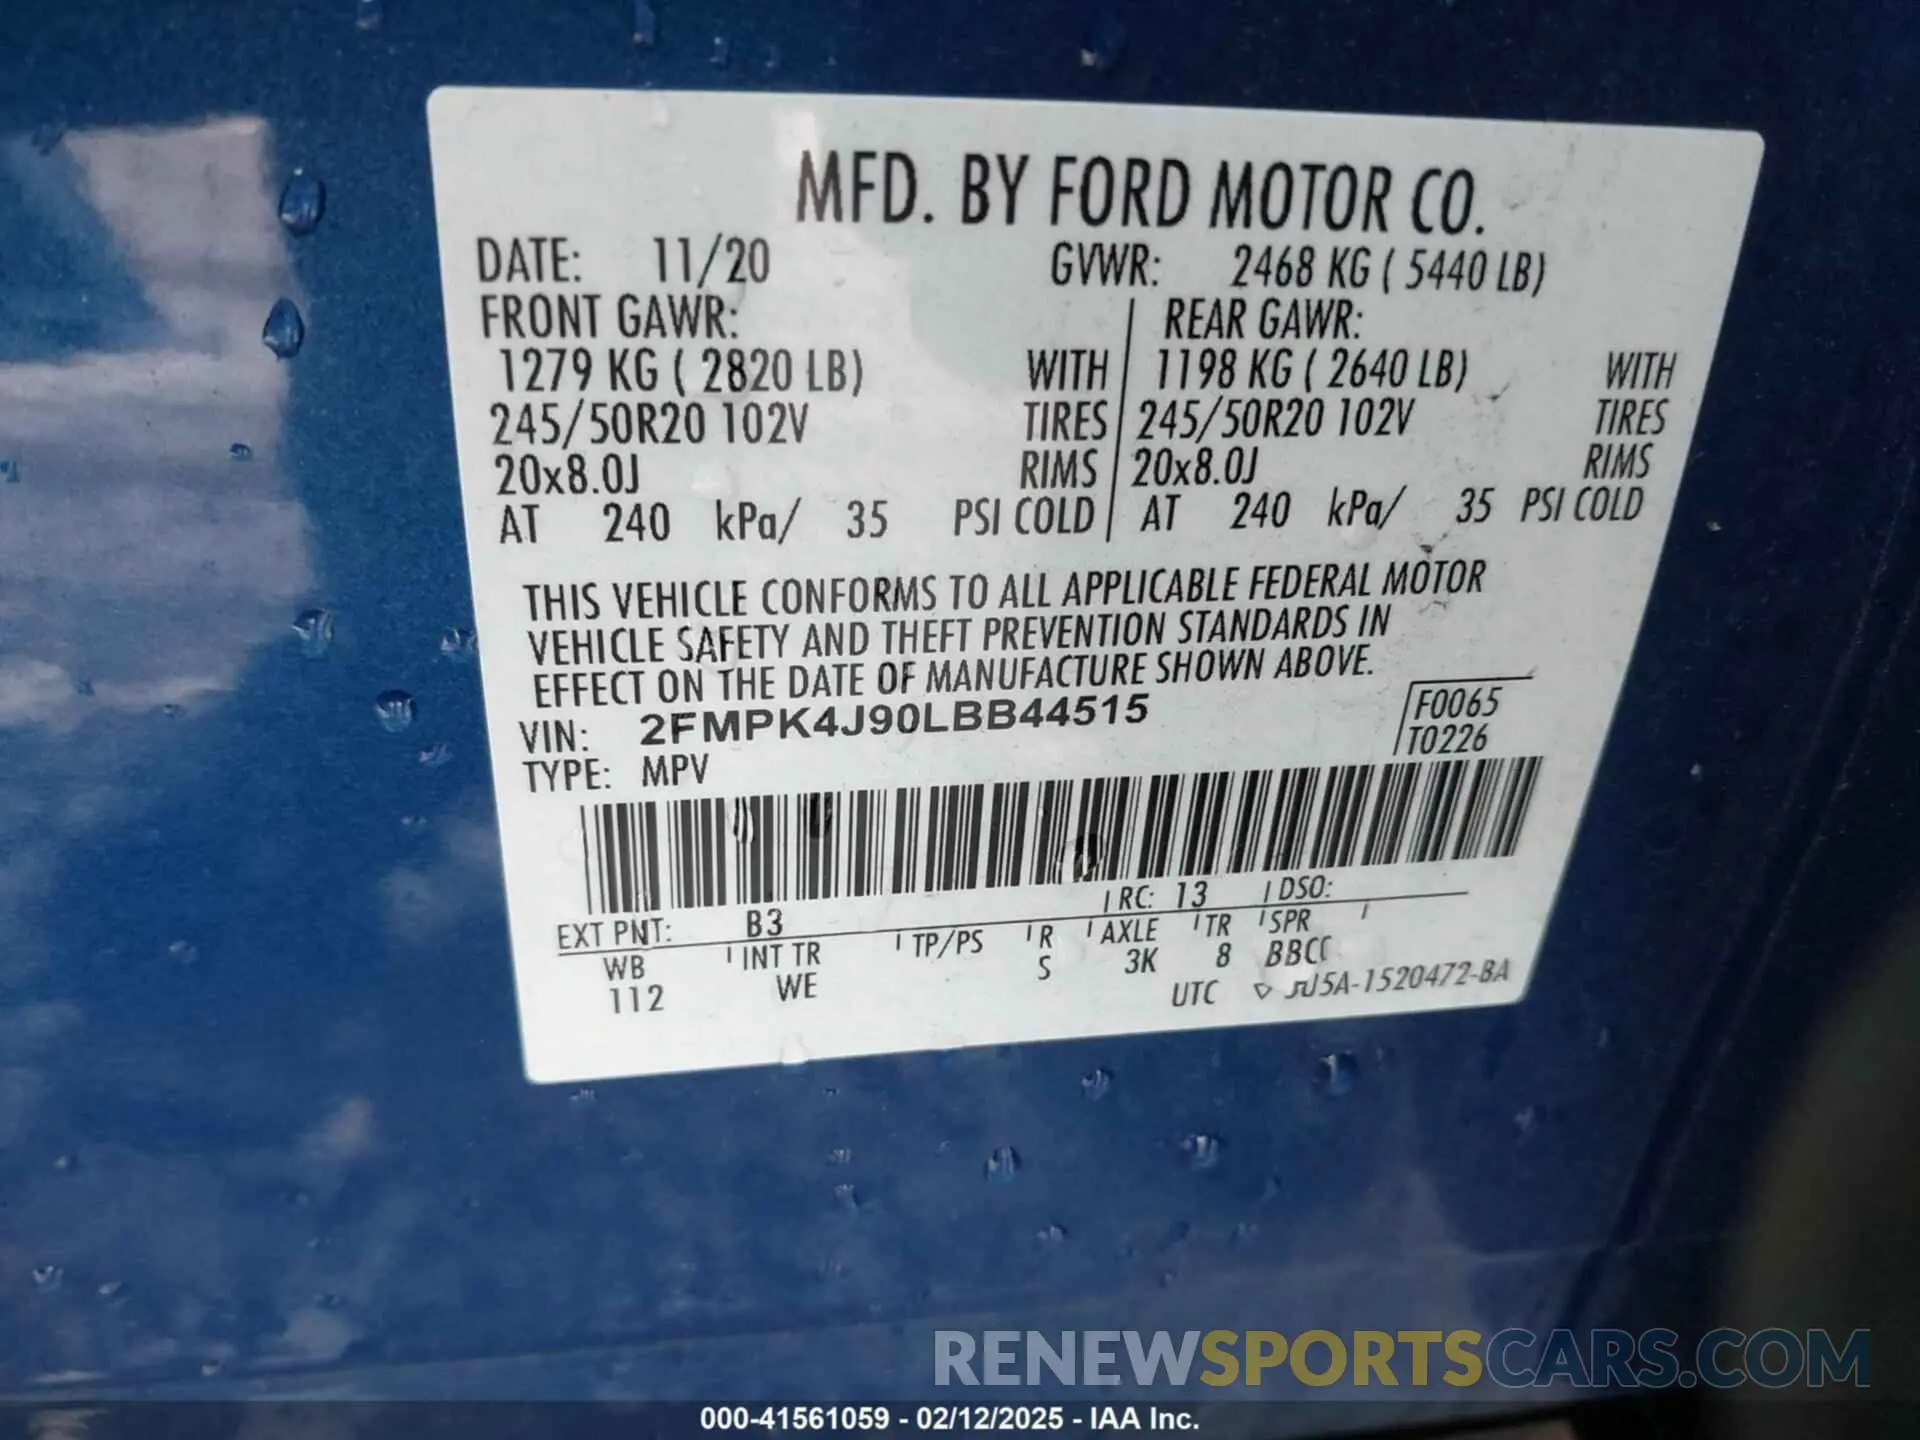 MFD. BY FORD MOTOR CO.
DATE: 11/20 GVWR: 2468 KG ( 5440 LB)
FRONT GAWR: REAR GAWR:
1279 KG ( 2820 LB) WITH 1198 KG ( 2640 LB) WITH
245/50R20 102V TIRES 245/50R20 102V TIRES
20x8.0J RIMS 20x8.0J RIMS
AT 240 kPa/ 35 PSI COLD AT 240 kPa/ 35 PSI COLD
THIS VEHICLE CONFORMS TO ALL APPLICABLE FEDERAL MOTOR
VEHICLE SAFETY AND THEFT PREVENTION STANDARDS IN
EFFECT ON THE DATE OF MANUFACTURE SHOWN ABOVE.
VIN: 2FMPK4J90LBB44515 F0065
TYPE: MPV T0226
EXT PNT: B3 RC: 13 DSO:
WB INT TR TP/PS R AXLE TR SPR
112 WE S 3K 8 BBCC
UTC 5A-1520472-BA
RENEWSPORTSCARS.COM
000-41561059 - 02/12/2025 - IAA Inc.